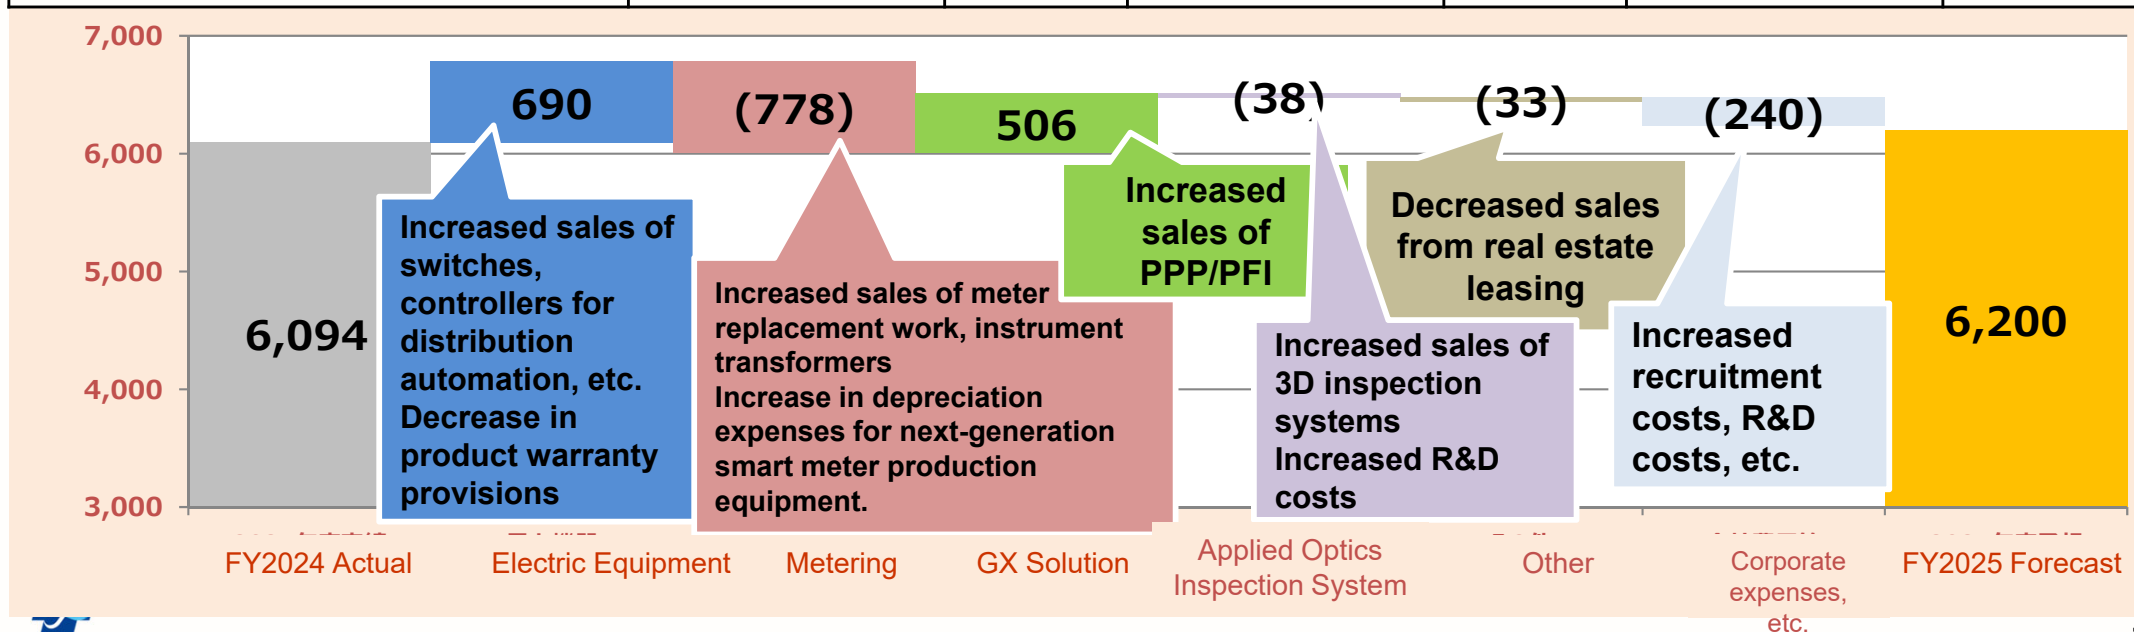 7,000
6,000
5,000
4,000
3,000
6,094
690
(778)
506
(38)
(33)
(240)
6,200
Increased sales of
switches,
controllers for
distribution
automation, etc.
Decrease in
product warranty
provisions
Increased sales of meter
replacement work, instrument
transformers
Increase in depreciation
expenses for next-generation
smart meter production
equipment.
Increased
sales of
PPP/PFI
Increased sales of
3D inspection
systems
Increased R&D
costs
Decreased sales
from real estate
leasing
Increased
recruitment
costs, R&D
costs, etc.
FY2024 Actual
Electric Equipment
Metering
GX Solution
Applied Optics
Inspection System
Other
Corporate
expenses,
etc.
FY2025 Forecast